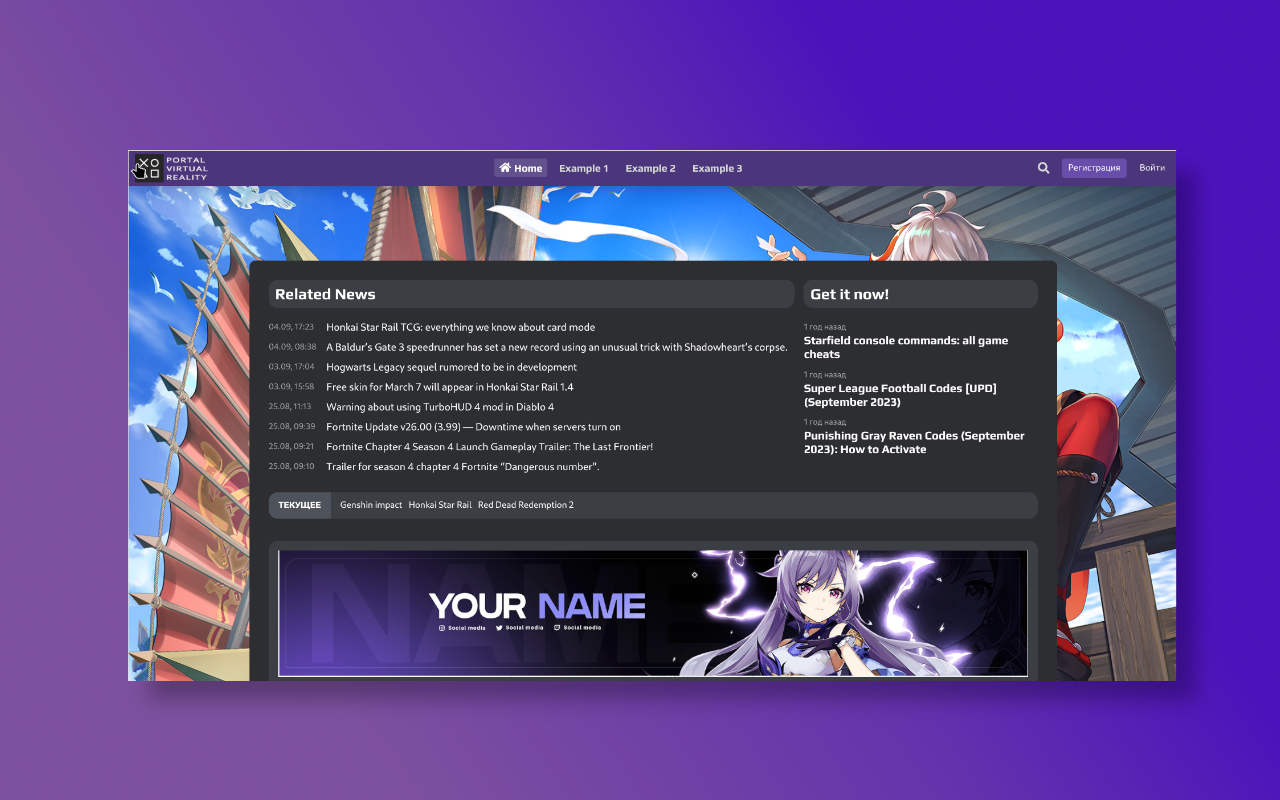 PORTAL
VIRTUAL
REALITY
Home Example 1 Example 2 Example 3
Регистрация Войти
Related News
04.09, 17:23 Honkai Star Rail TCG: everything we know about card mode
04.09, 08:38 A Baldur's Gate 3 speedrunner has set a new record using an unusual trick with Shadowheart's corpse.
03.09, 17:04 Hogwarts Legacy sequel rumored to be in development
03.09, 15:58 Free skin for March 7 will appear in Honkai Star Rail 1.4
25.08, 11:13 Warning about using TurboHUD 4 mod in Diablo 4
25.08, 09:39 Fortnite Update v26.00 (3.99) — Downtime when servers turn on
25.08, 09:21 Fortnite Chapter 4 Season 4 Launch Gameplay Trailer: The Last Frontier!
25.08, 09:10 Trailer for season 4 chapter 4 Fortnite "Dangerous number".
Get it now!
1 год назад
Starfield console commands: all game
cheats
1 год назад
Super League Football Codes [UPD]
(September 2023)
1 год назад
Punishing Gray Raven Codes (September
2023): How to Activate
ТЕКУЩЕЕ Genshin impact Honkai Star Rail Red Dead Redemption 2
NAME
YOUR NAME
Social media Social media Social media